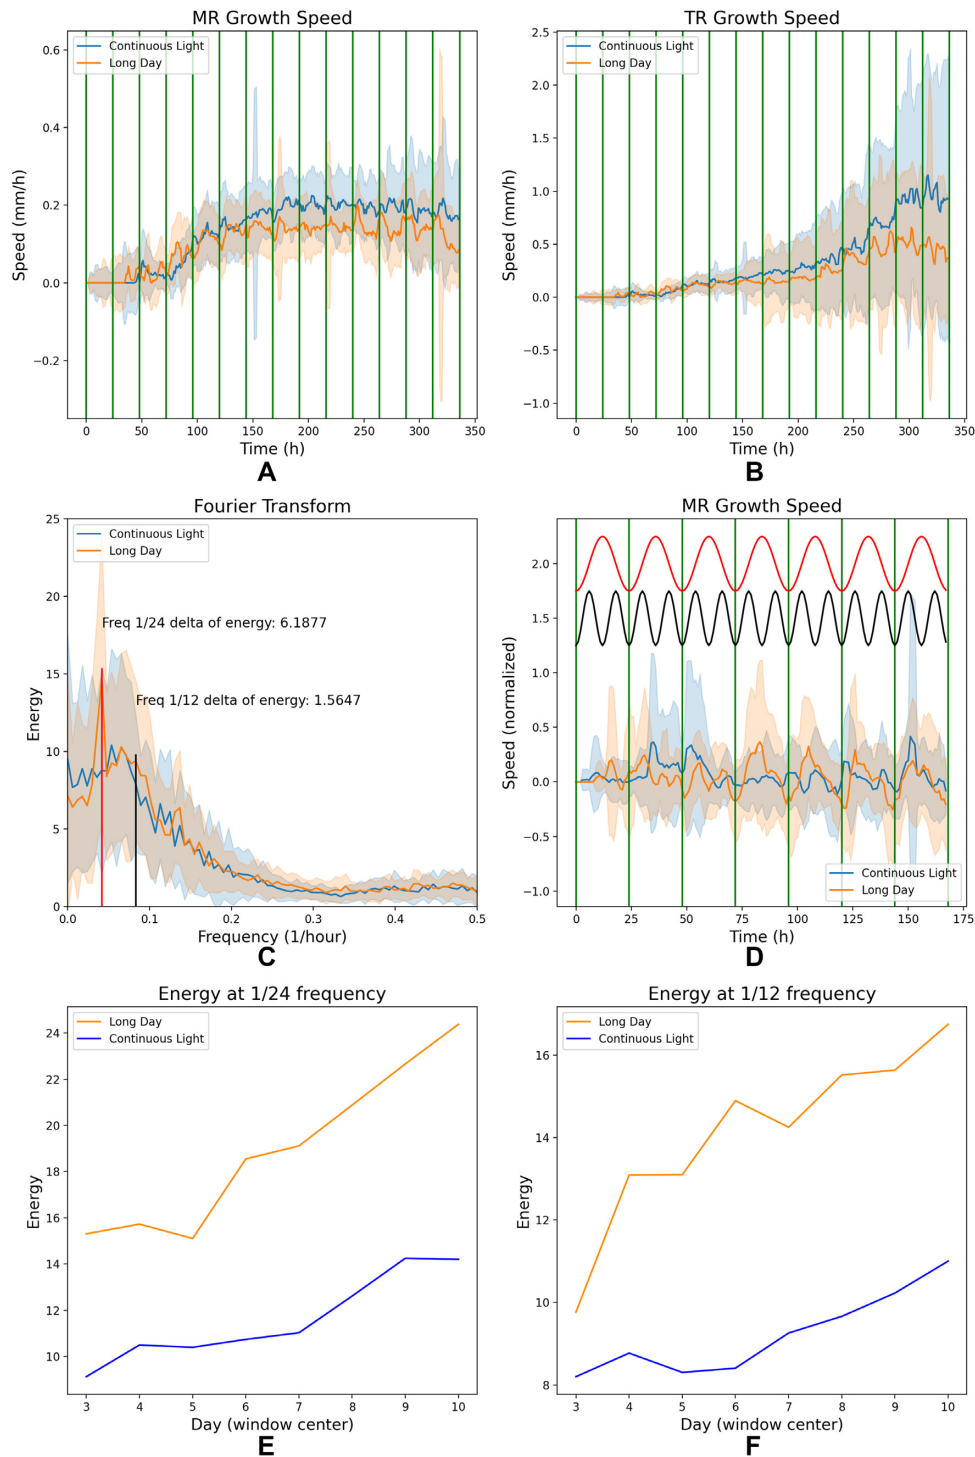 MR Growth Speed
Continuous Light
Long Day
0.6
0.4
0.2
0.0
−0.2
Speed (mm/h)
0 50 100 150 200 250 300 350
Time (h)
A
TR Growth Speed
Continuous Light
Long Day
2.5
2.0
1.5
1.0
0.5
0.0
−0.5
−1.0
Speed (mm/h)
0 50 100 150 200 250 300 350
Time (h)
B
Fourier Transform
Continuous Light
Long Day
25
20
15
10
5
0
Energy
Freq 1/24 delta of energy: 6.1877
Freq 1/12 delta of energy: 1.5647
0.0 0.1 0.2 0.3 0.4 0.5
Frequency (1/hour)
C
MR Growth Speed
2.0
1.5
1.0
0.5
0.0
−0.5
−1.0
Speed (normalized)
Continuous Light
Long Day
0 25 50 75 100 125 150 175
Time (h)
D
Energy at 1/24 frequency
Long Day
Continuous Light
24
22
20
18
16
14
12
10
Energy
3 4 5 6 7 8 9 10
Day (window center)
E
Energy at 1/12 frequency
Long Day
Continuous Light
16
14
12
10
8
Energy
3 4 5 6 7 8 9 10
Day (window center)
F